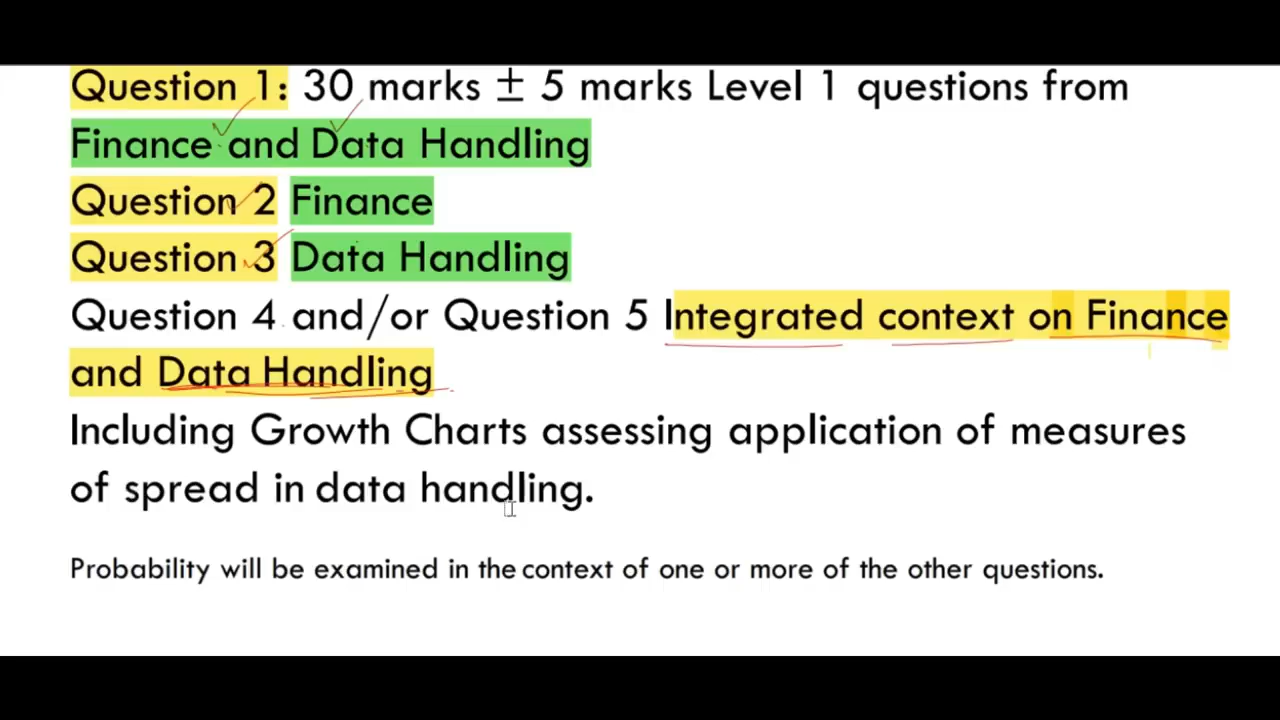 Question 1: 30 marks ± 5 marks Level 1 questions from
Finance and Data Handling
Question 2 Finance
Question 3 Data Handling
Question 4 and/or Question 5 Integrated context on Finance
and Data Handling
Including Growth Charts assessing application of measures
of spread in data handling.
Probability will be examined in the context of one or more of the other questions.